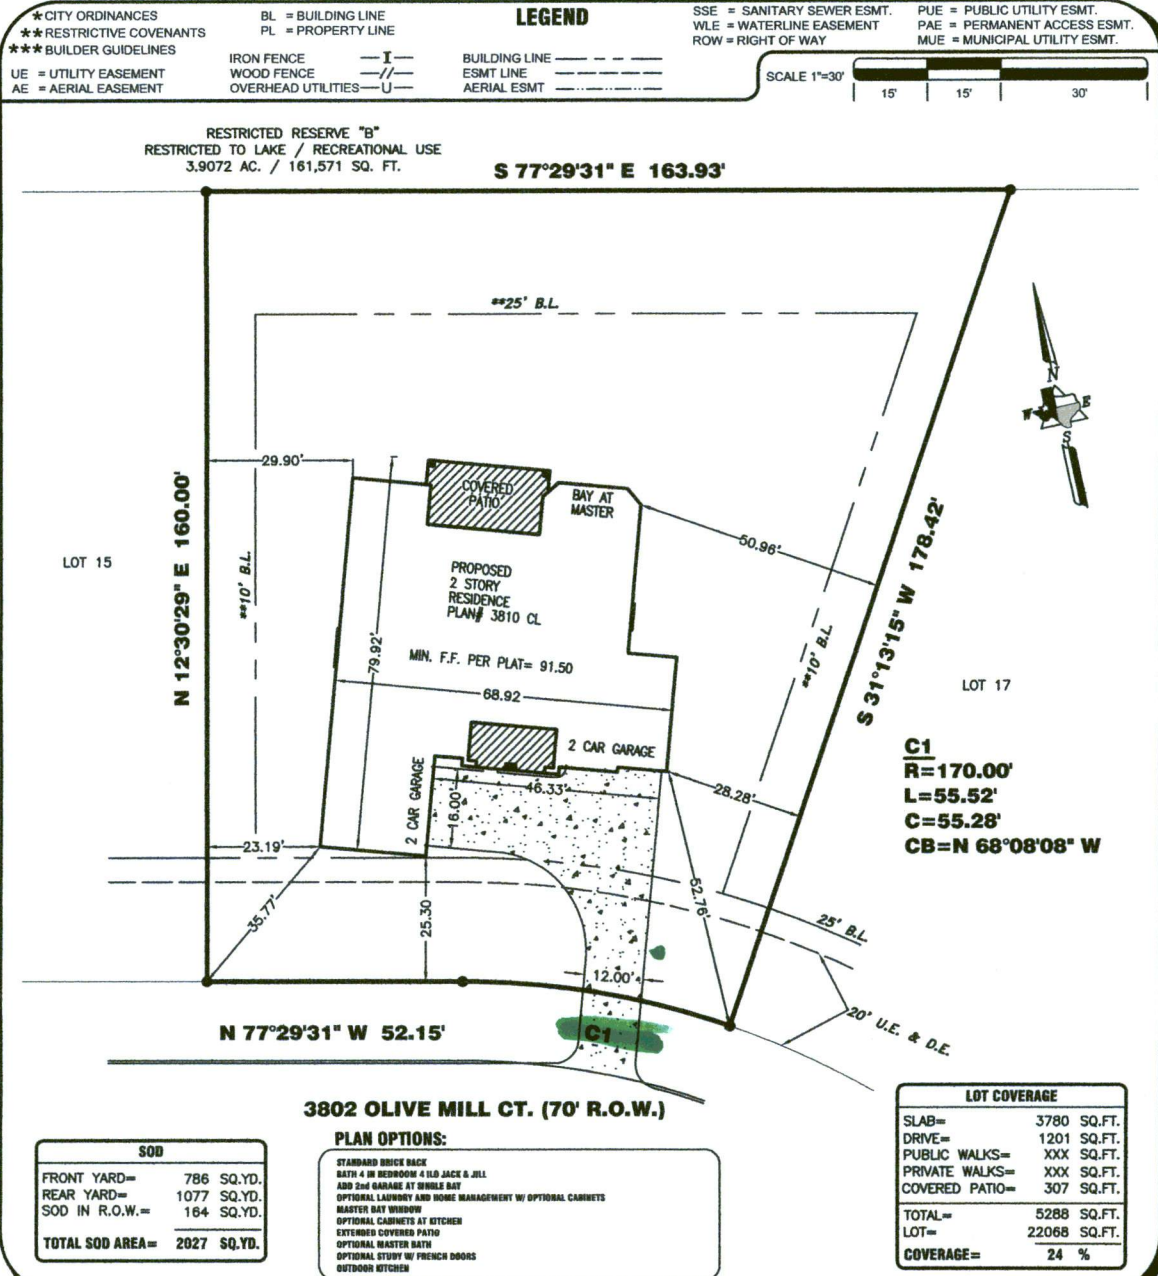 LEGEND
*CITY ORDINANCES
**RESTRICTIVE COVENANTS
***BUILDER GUIDELINES
UE = UTILITY EASEMENT
AE = AERIAL EASEMENT
BL = BUILDING LINE
PL = PROPERTY LINE
IRON FENCE —I—
WOOD FENCE —//—
OVERHEAD UTILITIES —U—
BUILDING LINE
ESMT LINE
AERIAL ESMT
SSE = SANITARY SEWER ESMT.
WLE = WATERLINE EASEMENT
ROW = RIGHT OF WAY
PUE = PUBLIC UTILITY ESMT.
PAE = PERMANENT ACCESS ESMT.
MUE = MUNICIPAL UTILITY ESMT.
SCALE 1"=30'
15' 15' 30'
RESTRICTED RESERVE "B"
RESTRICTED TO LAKE / RECREATIONAL USE
3.9072 AC. / 161,571 SQ. FT.
S 77°29'31" E 163.93'
**25' B.L.
N
W E
S
29.90'
COVERED
PATIO
BAY AT
MASTER
50.96'
N 12°30'29" E 160.00'
LOT 15
**10' B.L.
PROPOSED
2 STORY
RESIDENCE
PLAN# 3810 CL
79.92'
MIN. F.F. PER PLAT= 91.50
68.92
**10' B.L.
S 31°13'15" W 178.42'
LOT 17
2 CAR GARAGE
2 CAR GARAGE
46.33'
16.00'
28.28'
C1
R=170.00'
L=55.52'
C=55.28'
CB=N 68°08'08" W
23.19'
35.77'
25.30
52.76'
25' B.L.
12.00'
20' U.E. & D.E.
N 77°29'31" W 52.15'
C1
3802 OLIVE MILL CT. (70' R.O.W.)
SOD
FRONT YARD= 786 SQ.YD.
REAR YARD= 1077 SQ.YD.
SOD IN R.O.W.= 164 SQ.YD.
TOTAL SOD AREA= 2027 SQ.YD.
PLAN OPTIONS:
STANDARD BRICK BACK
BATH 4 IN BEDROOM 4 ILO JACK & JILL
ADD 2nd GARAGE AT SINGLE BAY
OPTIONAL LAUNDRY AND HOME MANAGEMENT W/ OPTIONAL CABINETS
MASTER BAY WINDOW
OPTIONAL CABINETS AT KITCHEN
EXTENDED COVERED PATIO
OPTIONAL MASTER BATH
OPTIONAL STUDY W/ FRENCH DOORS
OUTDOOR KITCHEN
LOT COVERAGE
SLAB= 3780 SQ.FT.
DRIVE= 1201 SQ.FT.
PUBLIC WALKS= XXX SQ.FT.
PRIVATE WALKS= XXX SQ.FT.
COVERED PATIO= 307 SQ.FT.
TOTAL= 5288 SQ.FT.
LOT= 22068 SQ.FT.
COVERAGE= 24 %